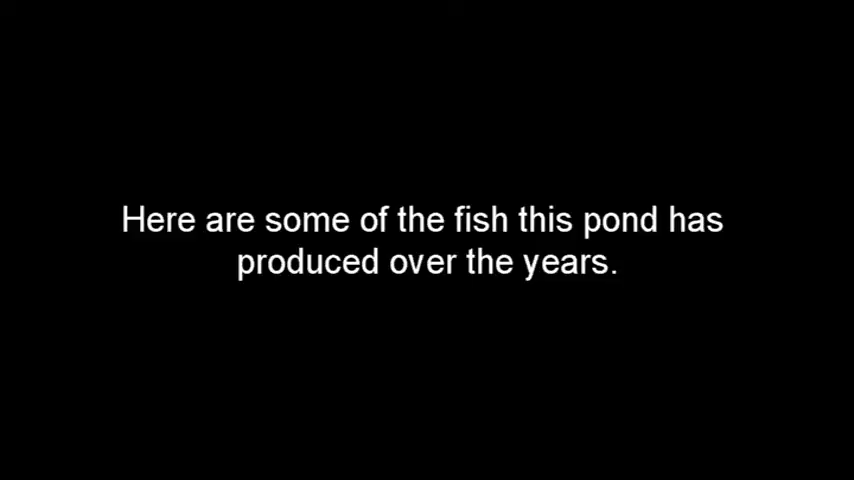 Here are some of the fish this pond has
produced over the years.